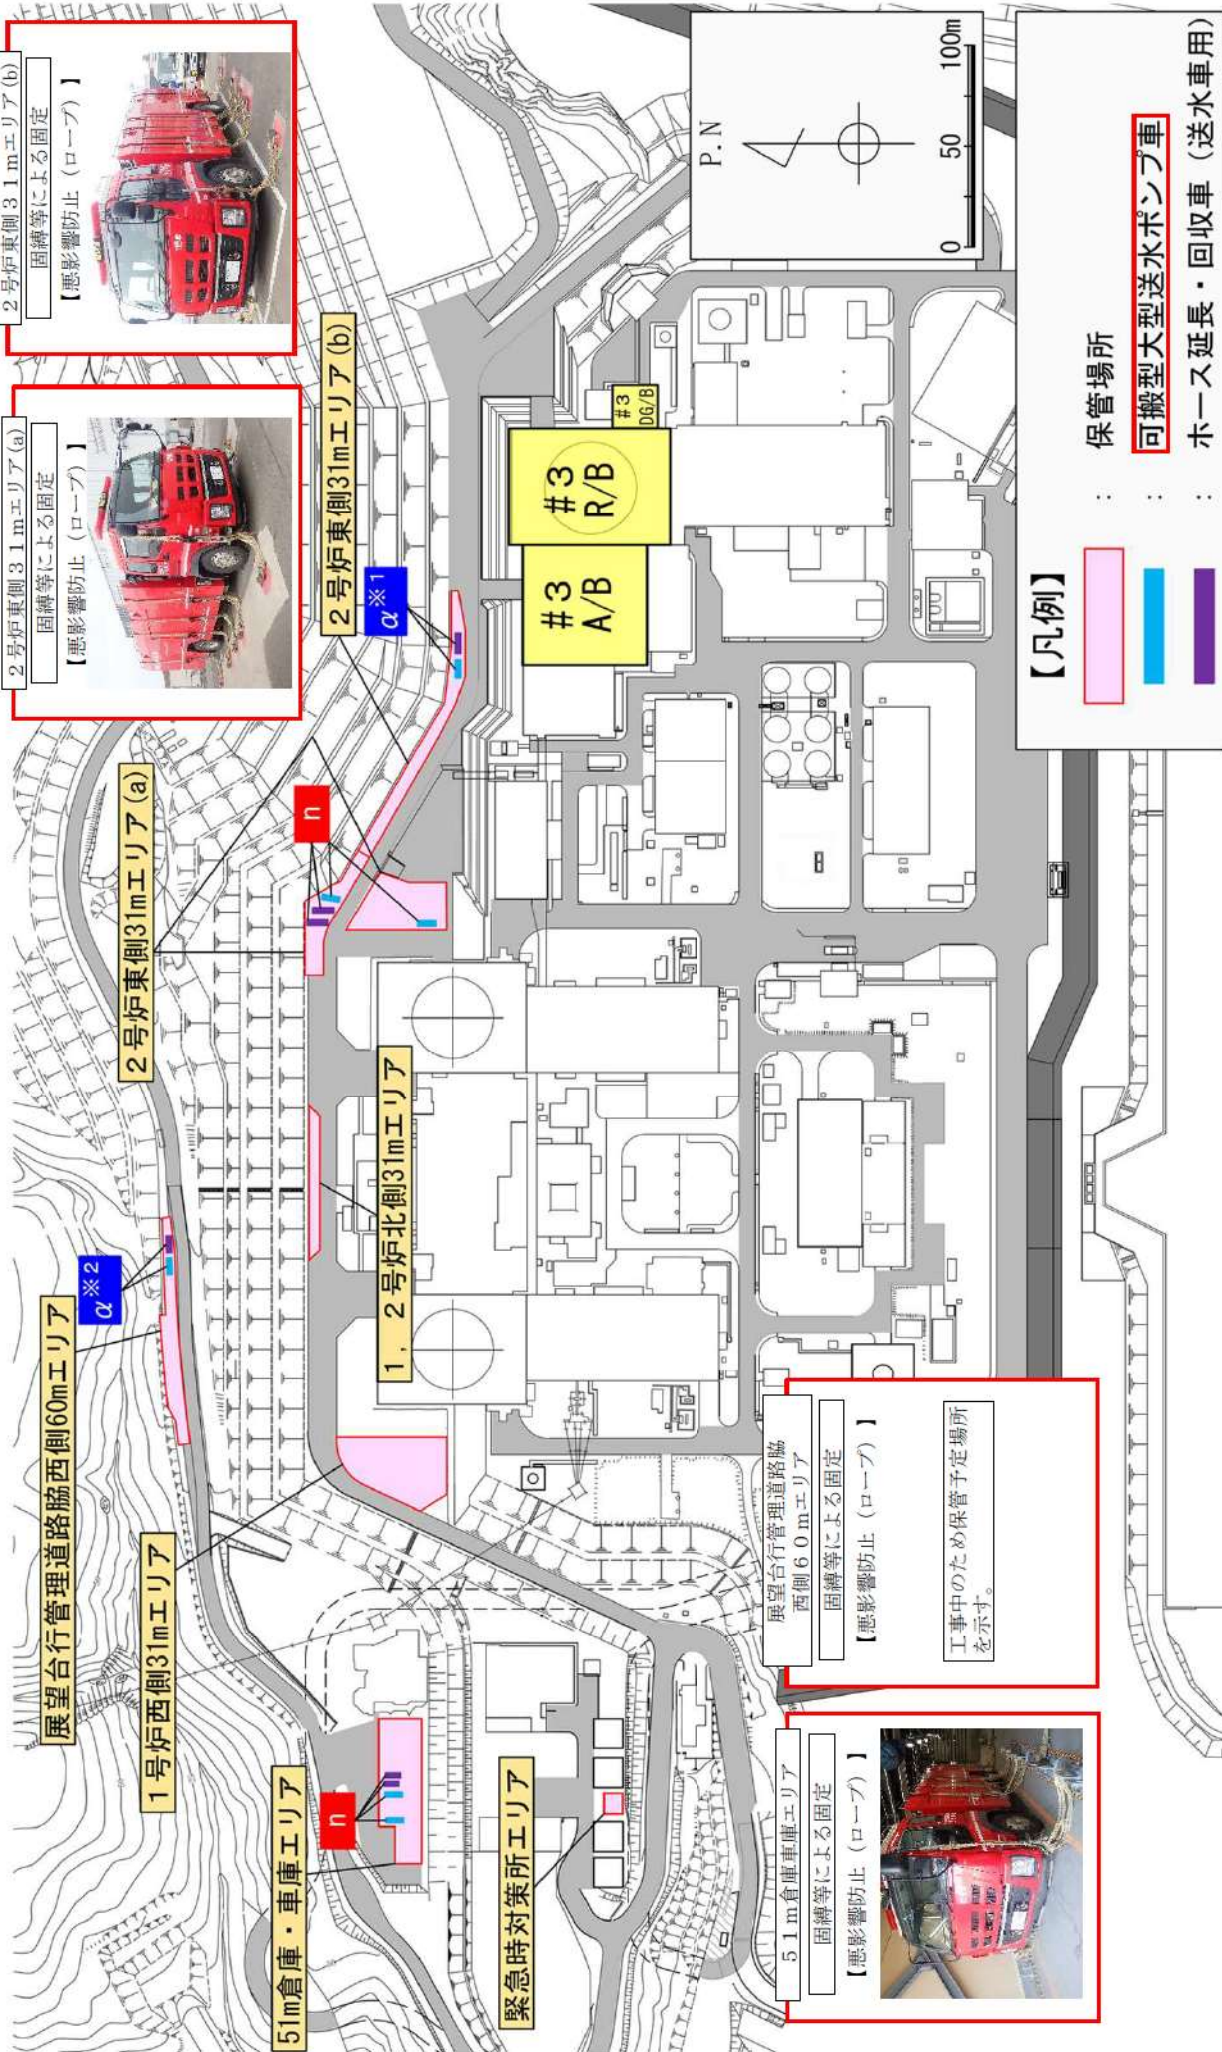 ２号炉東側３１ｍエリア(a)
固縛等による固定
【悪影響防止（ロープ）】
２号炉東側３１ｍエリア(b)
固縛等による固定
【悪影響防止（ロープ）】
展望台行管理道路脇西側60mエリア
α※2
2号炉東側31mエリア(a)
2号炉東側31mエリア(b)
1号炉西側31mエリア
n
α※1
51m倉庫・車庫エリア
n
1，2号炉北側31mエリア
#3
A/B
#3
R/B
#3
DG/B
緊急時対策所エリア
P.N
0
50
100m
５１ｍ倉庫車庫エリア
固縛等による固定
【悪影響防止（ロープ）】
展望台行管理道路脇
西側６０ｍエリア
固縛等による固定
【悪影響防止（ロープ）】
工事中のため保管予定場所
を示す。
【凡例】
：保管場所
：可搬型大型送水ポンプ車
：ホース延長・回収車（送水車用）